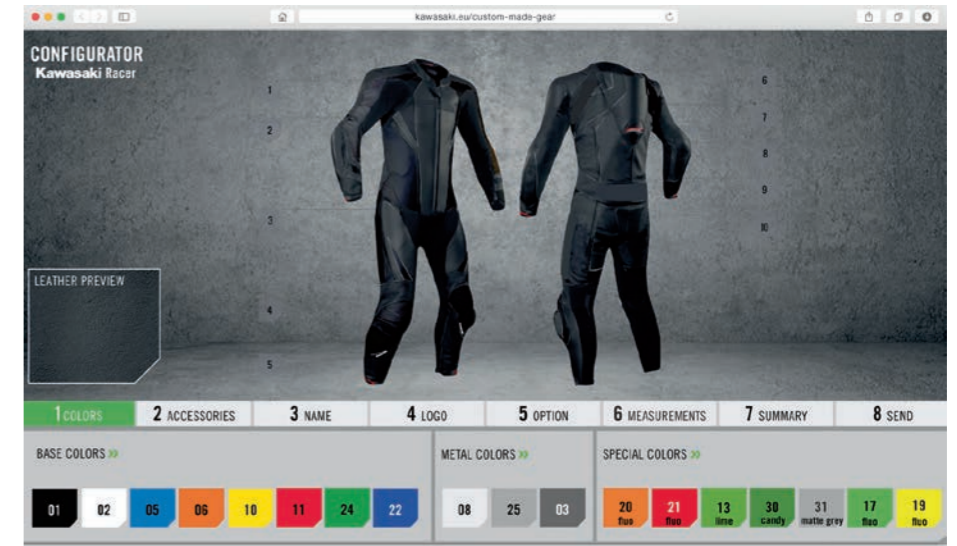 kawasaki.eu/custom-made-gear
CONFIGURATOR
Kawasaki Racer
1
2
3
4
5
6
7
8
9
10
LEATHER PREVIEW
1 COLORS
2 ACCESSORIES
3 NAME
4 LOGO
5 OPTION
6 MEASUREMENTS
7 SUMMARY
8 SEND
BASE COLORS »
01 02 05 06 10 11 24 22
METAL COLORS »
08 25 03
SPECIAL COLORS »
20 fluo
21 fluo
13 lime
30 candy
31 matte grey
17 fluo
19 fluo